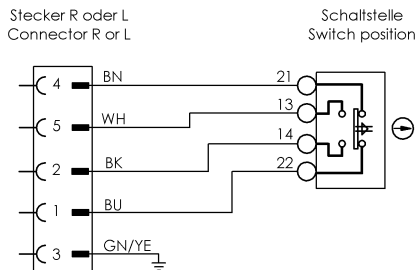 Stecker R oder L
Connector R or L
Schaltstelle
Switch position
4 BN 21
5 WH 13
2 BK 14
1 BU 22
3 GN/YE